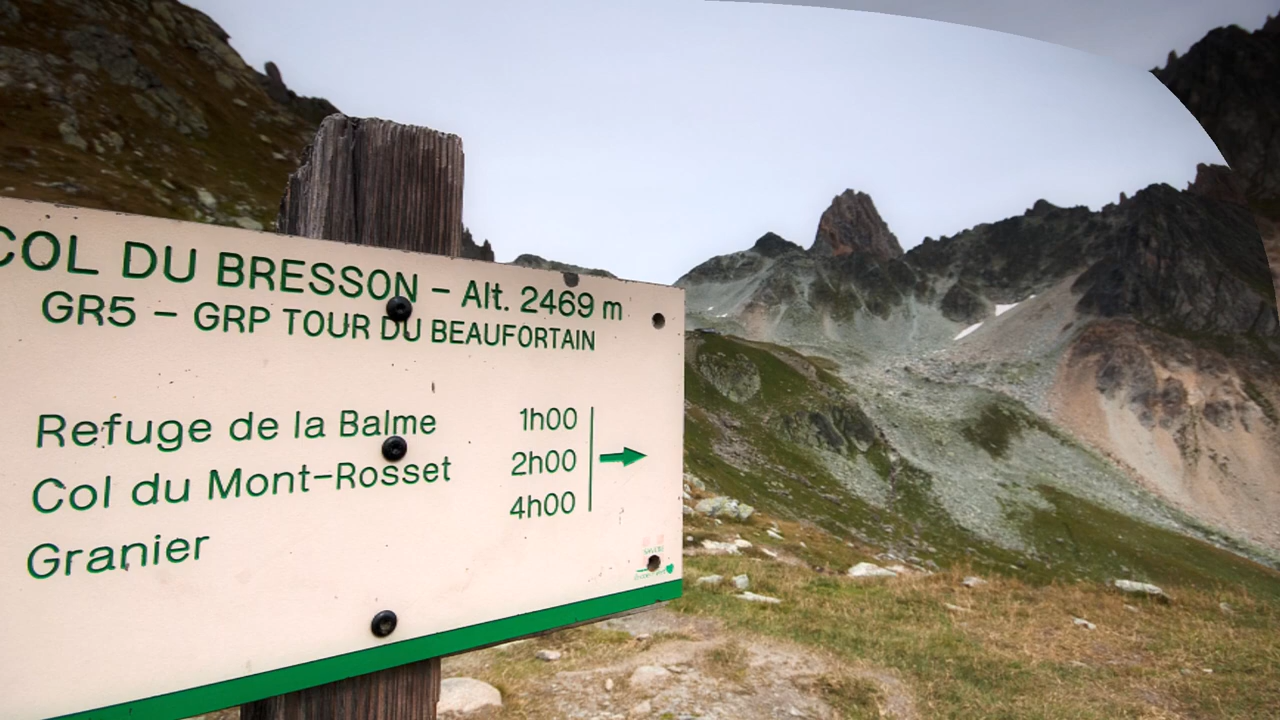 COL DU BRESSON - Alt. 2469 m
GR5 - GRP TOUR DU BEAUFORTAIN
Refuge de la Balme 1h00
Col du Mont-Rosset 2h00
Granier 4h00